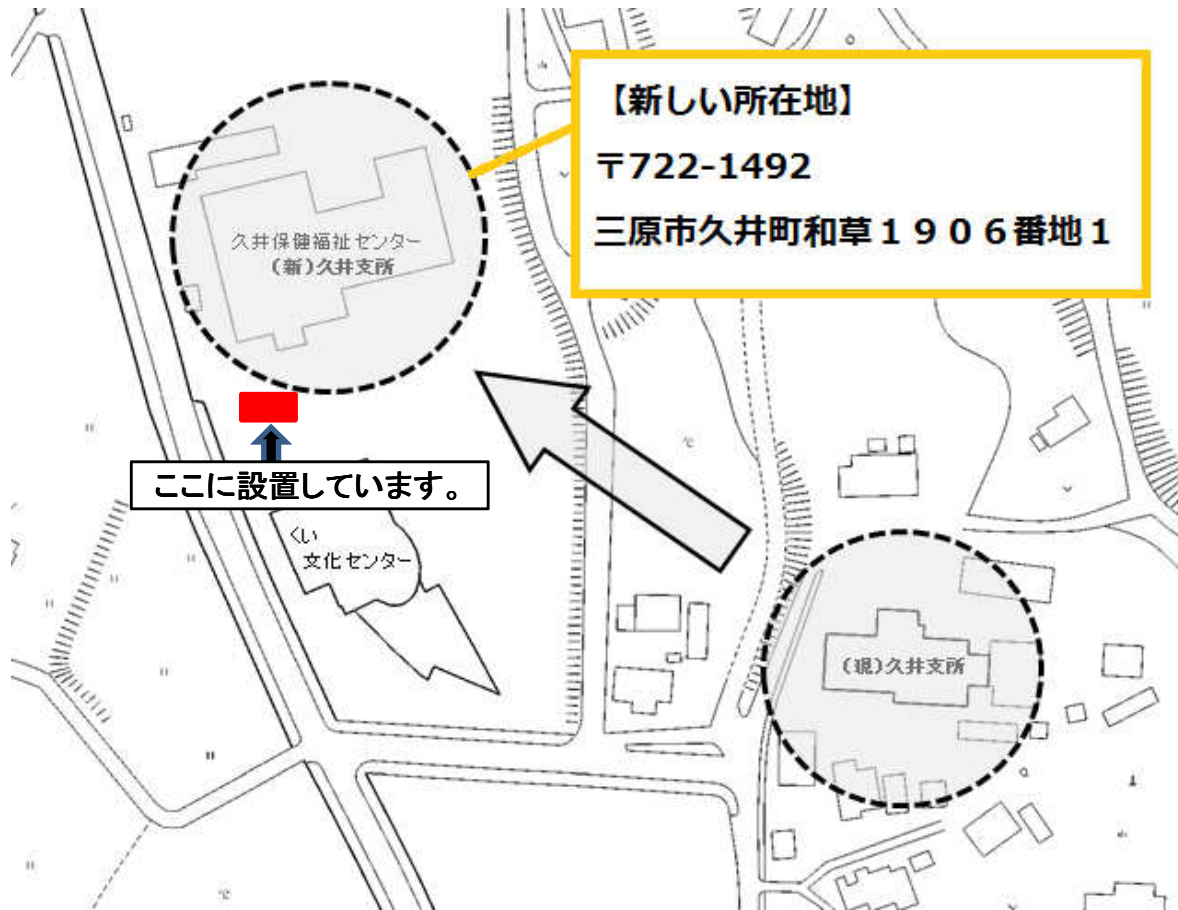 【新しい所在地】
〒722-1492
三原市久井町和草１９０６番地１
久井保健福祉センター
(新)久井支所
ここに設置しています。
くい
文化センター
(現)久井支所